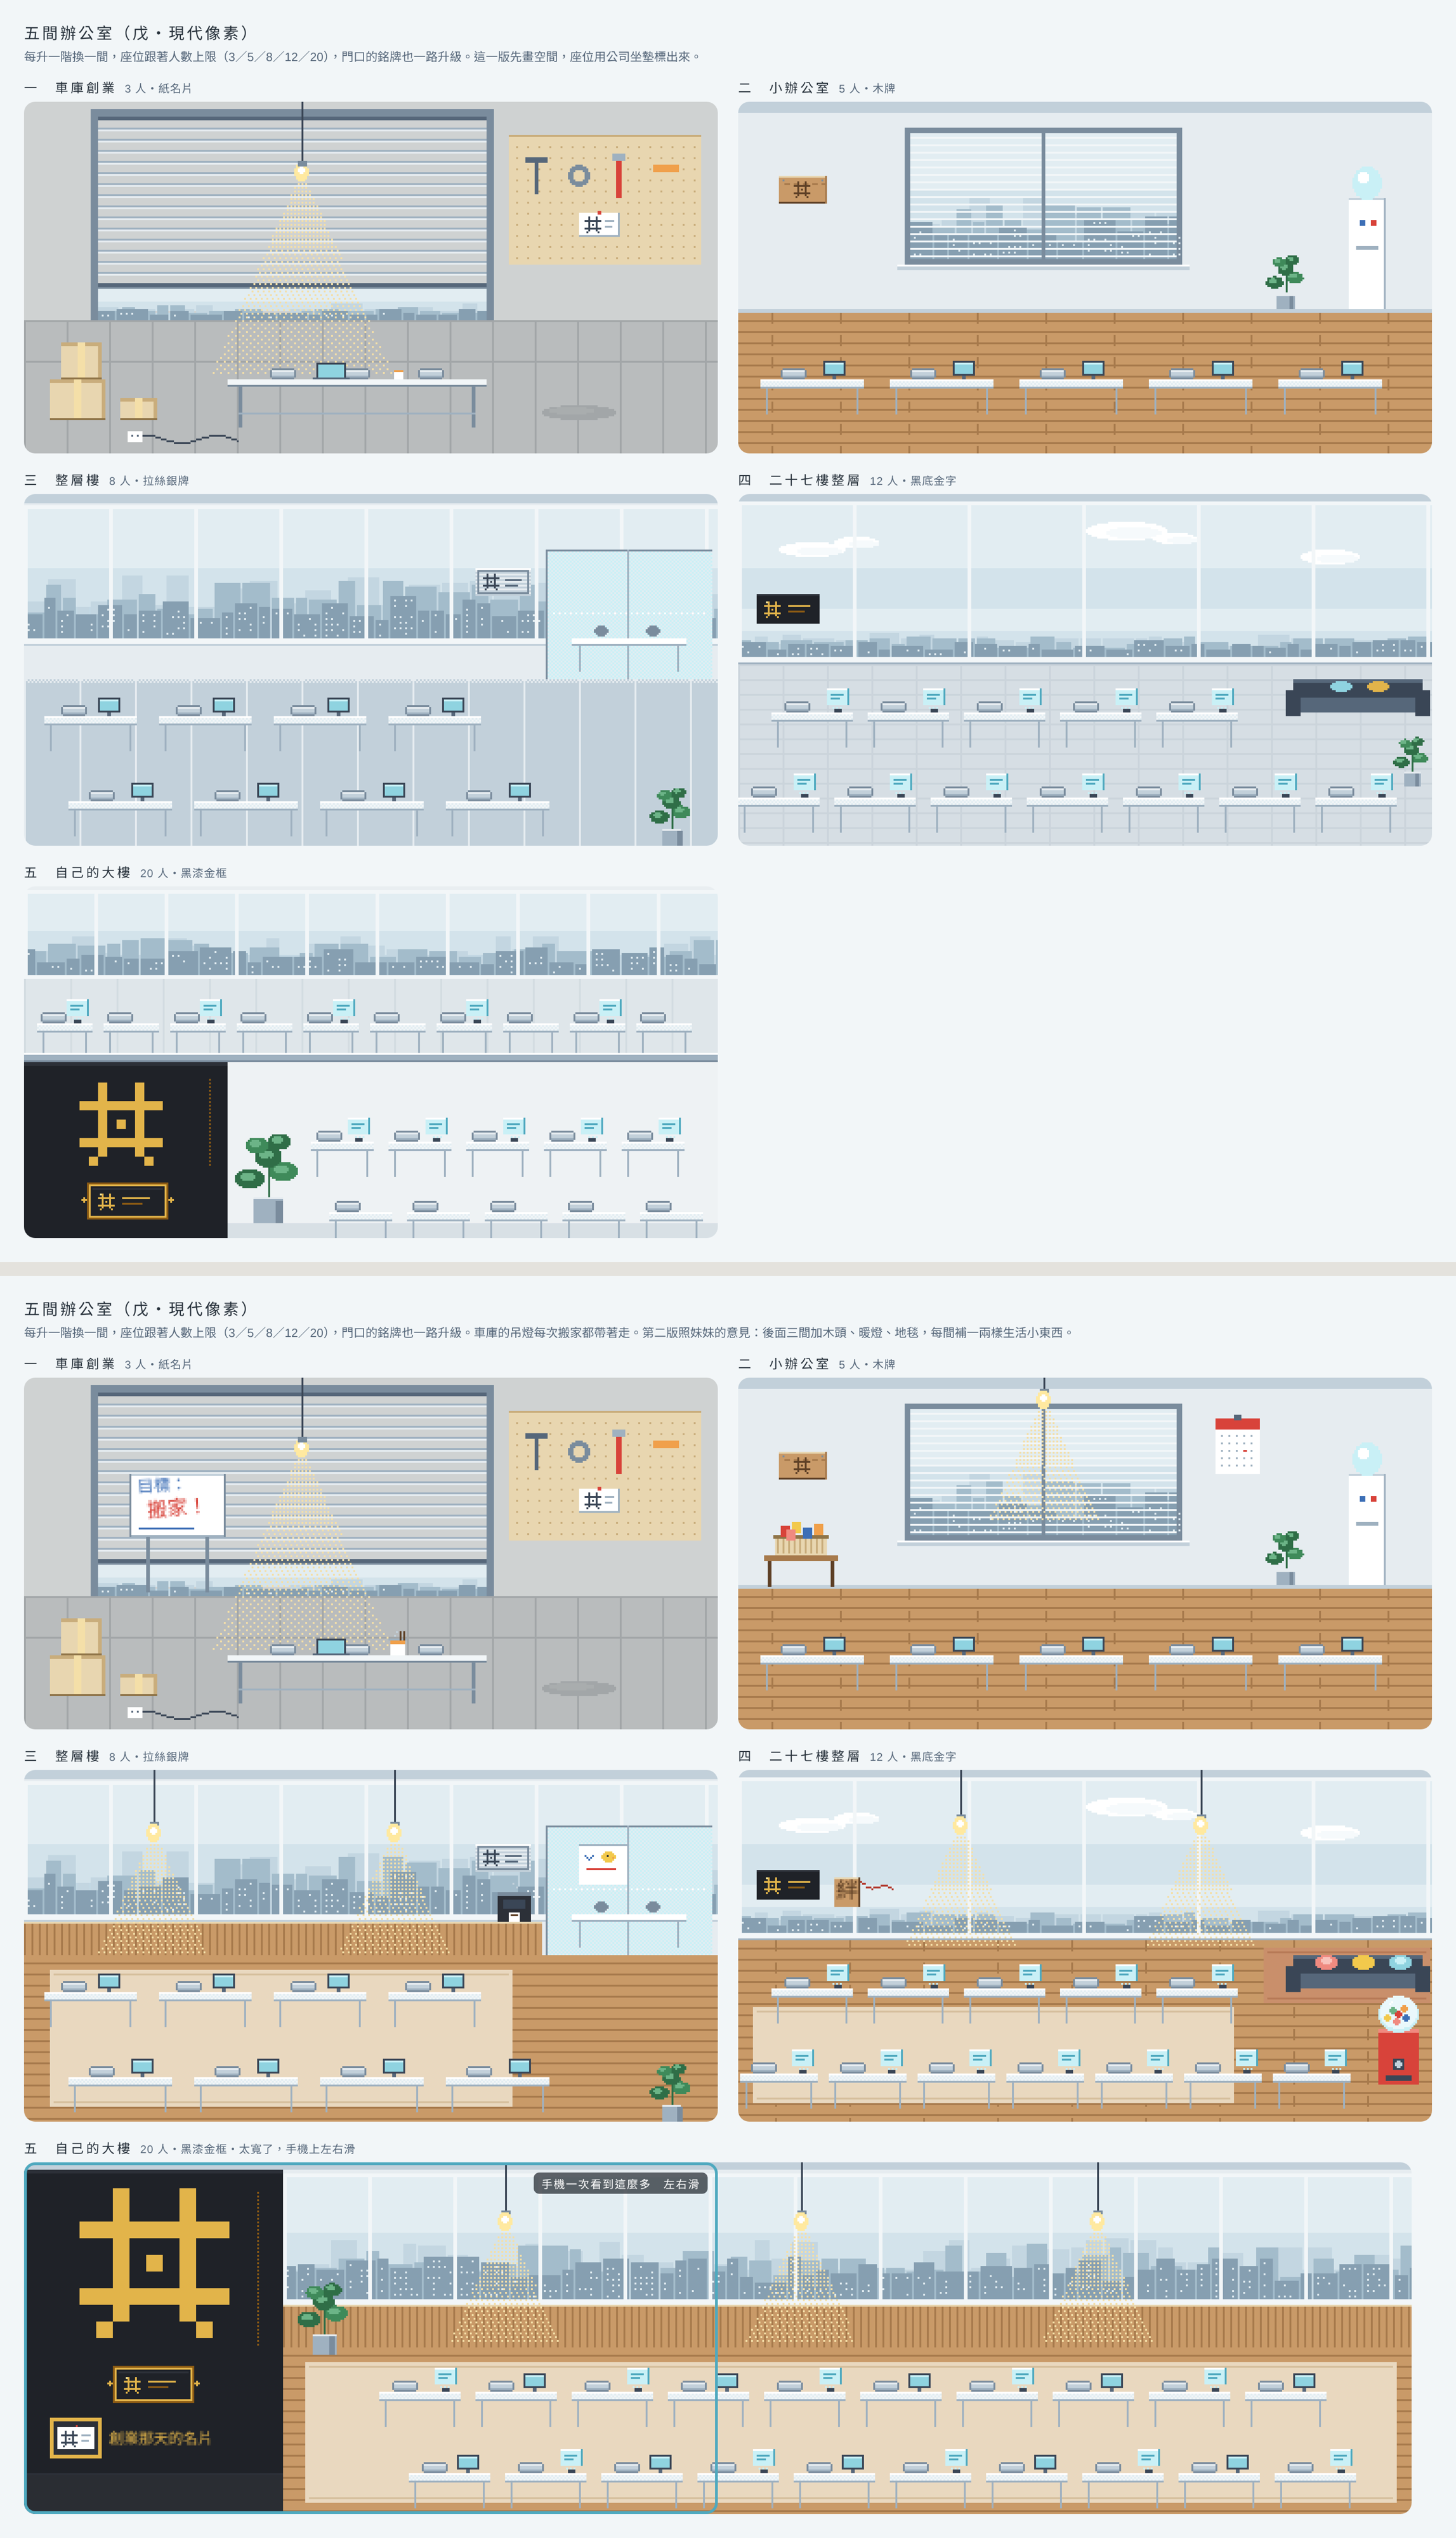 五間辦公室（戊・現代像素）
每升一階換一間，座位跟著人數上限（3／5／8／12／20），門口的銘牌也一路升級。這一版先畫空間，座位用公司坐墊標出來。
一　車庫創業 3 人・紙名片
二　小辦公室 5 人・木牌
三　整層樓 8 人・拉絲銀牌
四　二十七樓整層 12 人・黑底金字
五　自己的大樓 20 人・黑漆金框
五間辦公室（戊・現代像素）
每升一階換一間，座位跟著人數上限（3／5／8／12／20），門口的銘牌也一路升級。車庫的吊燈每次搬家都帶著走。第二版照妹妹的意見：後面三間加木頭、暖燈、地毯，每間補一兩樣生活小東西。
一　車庫創業 3 人・紙名片
二　小辦公室 5 人・木牌
目標：
搬家！
三　整層樓 8 人・拉絲銀牌
四　二十七樓整層 12 人・黑底金字
五　自己的大樓 20 人・黑漆金框・太寬了，手機上左右滑
手機一次看到這麼多　左右滑
創業那天的名片